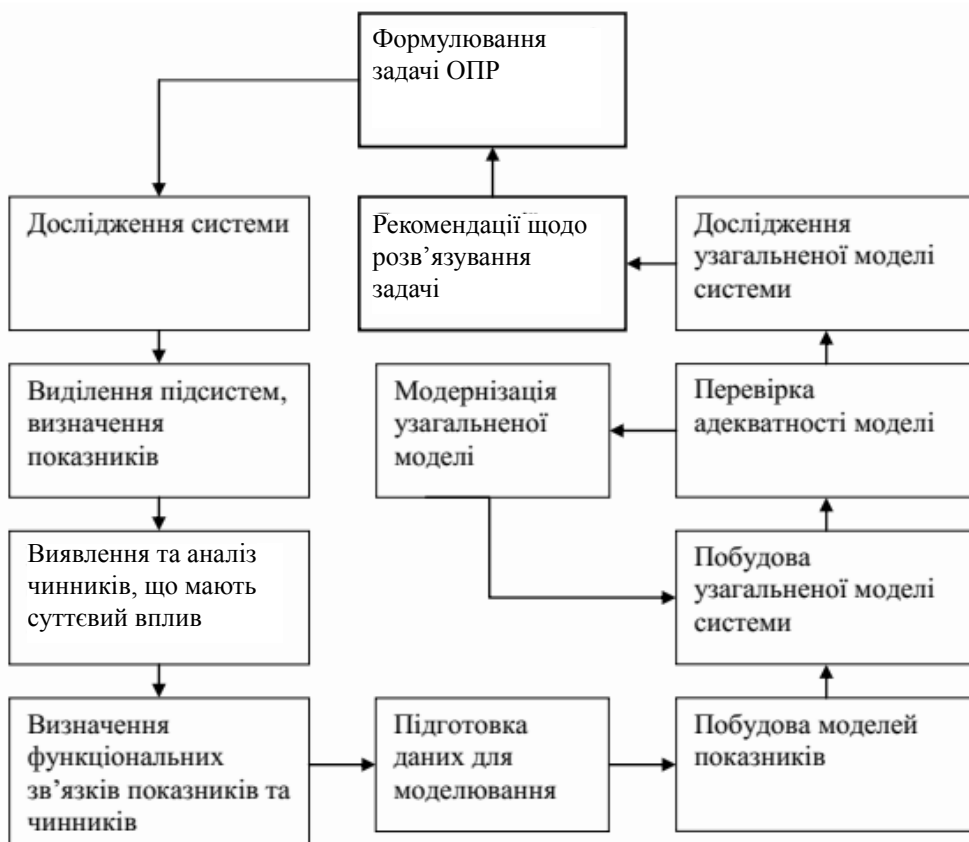 Формулювання
задачі ОПР
Дослідження системи
Рекомендації щодо
розв’язування
задачі
Дослідження
узагальненої моделі
системи
Виділення підсистем,
визначення
показників
Модернізація
узагальненої
моделі
Перевірка
адекватності моделі
Виявлення та аналіз
чинників, що мають
суттєвий вплив
Побудова
узагальненої моделі
системи
Визначення
функціональних
зв’язків показників та
чинників
Підготовка
даних для
моделювання
Побудова моделей
показників